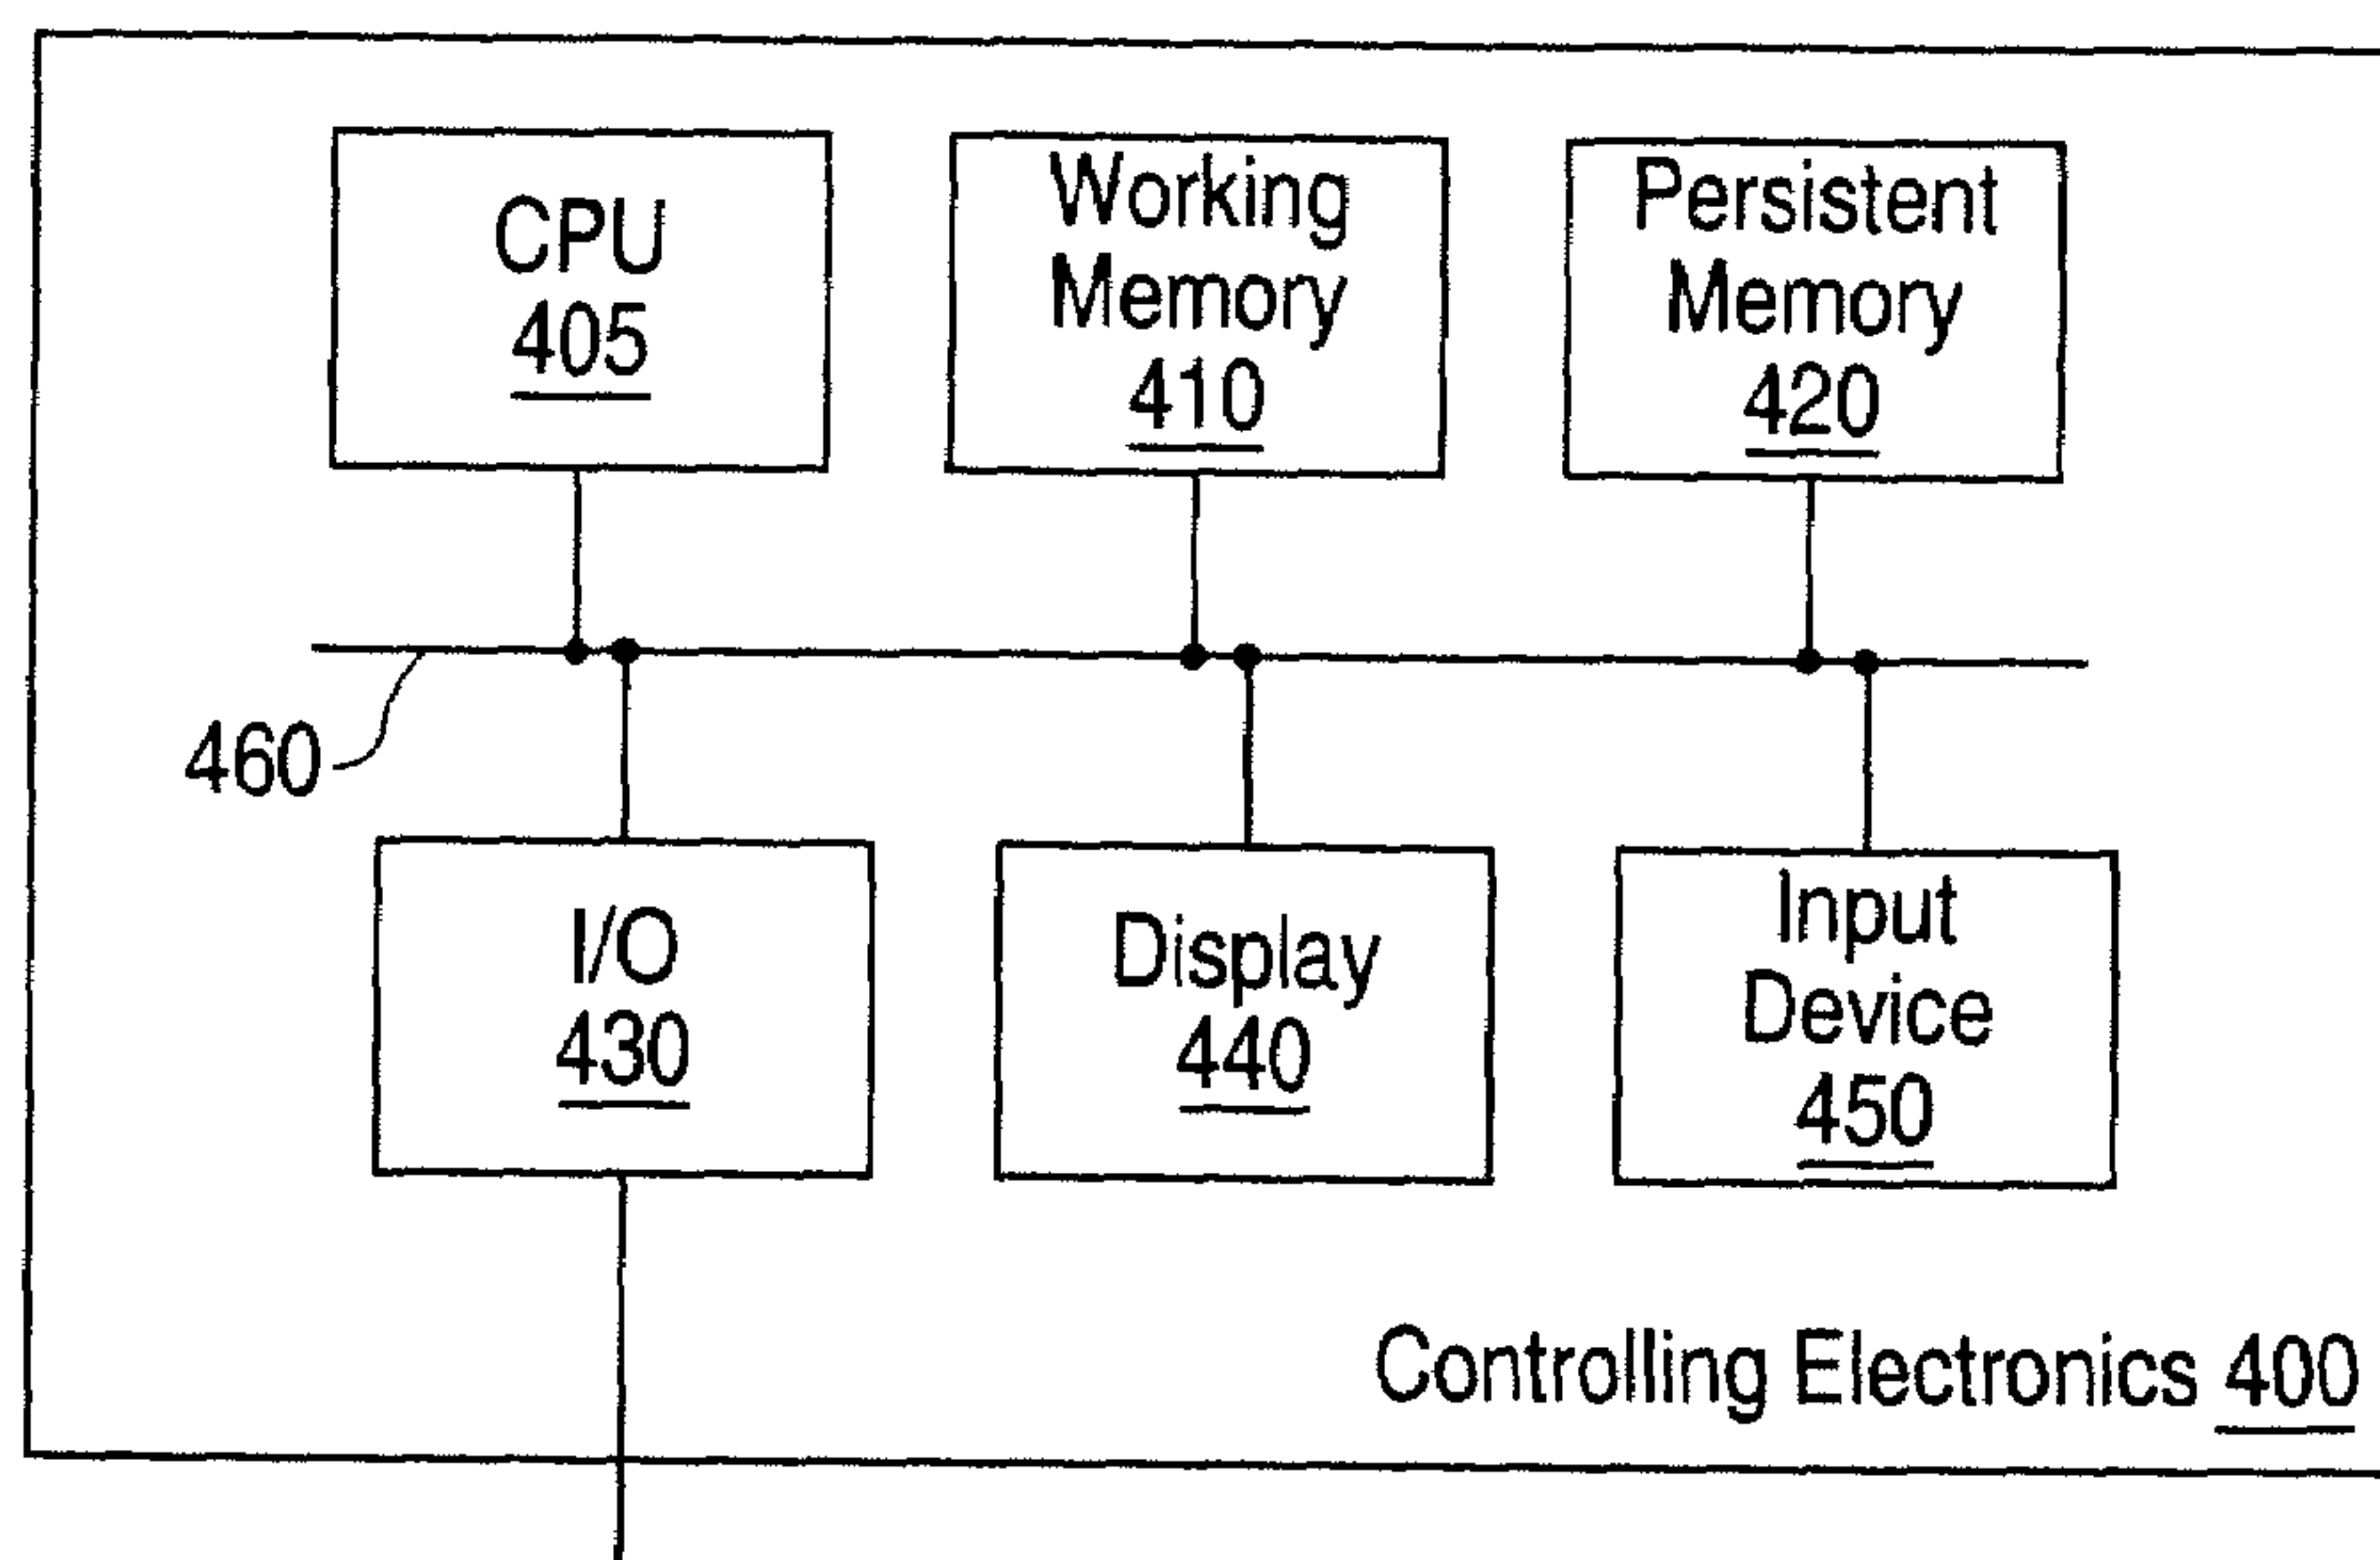 CPU
405
Working
Memory
410
Persistent
Memory
420
460
I/O
430
Display
440
Input
Device
450
Controlling Electronics 400